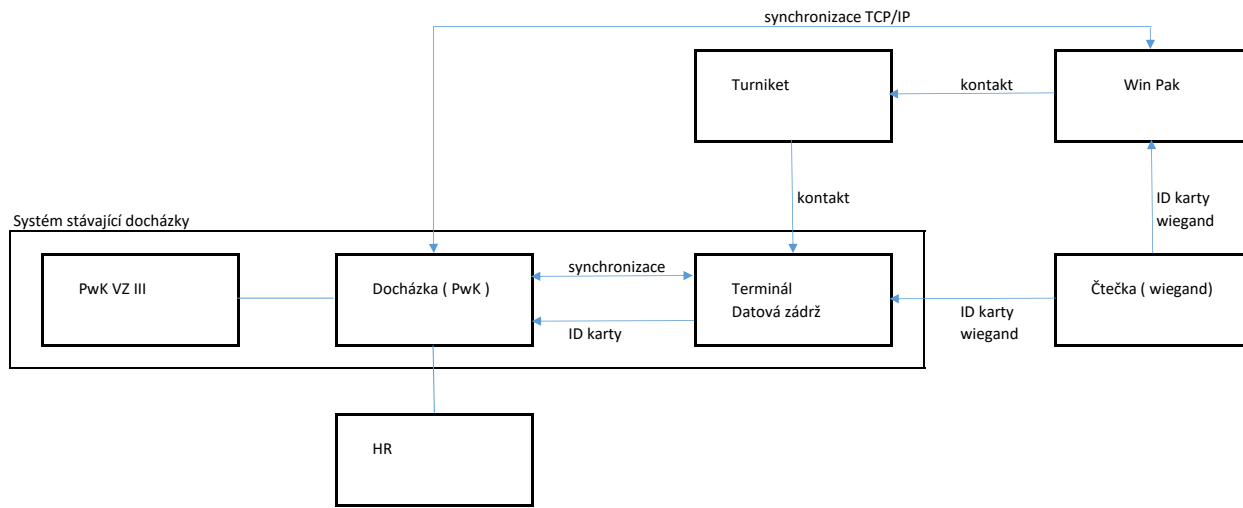 synchronizace TCP/IP
Turniket
kontakt
Win Pak
kontakt
ID karty
wiegand
Systém stávající docházky
PwK VZ III
Docházka ( PwK )
synchronizace
ID karty
Terminál
Datová zádrž
ID karty
wiegand
Čtečka ( wiegand)
HR